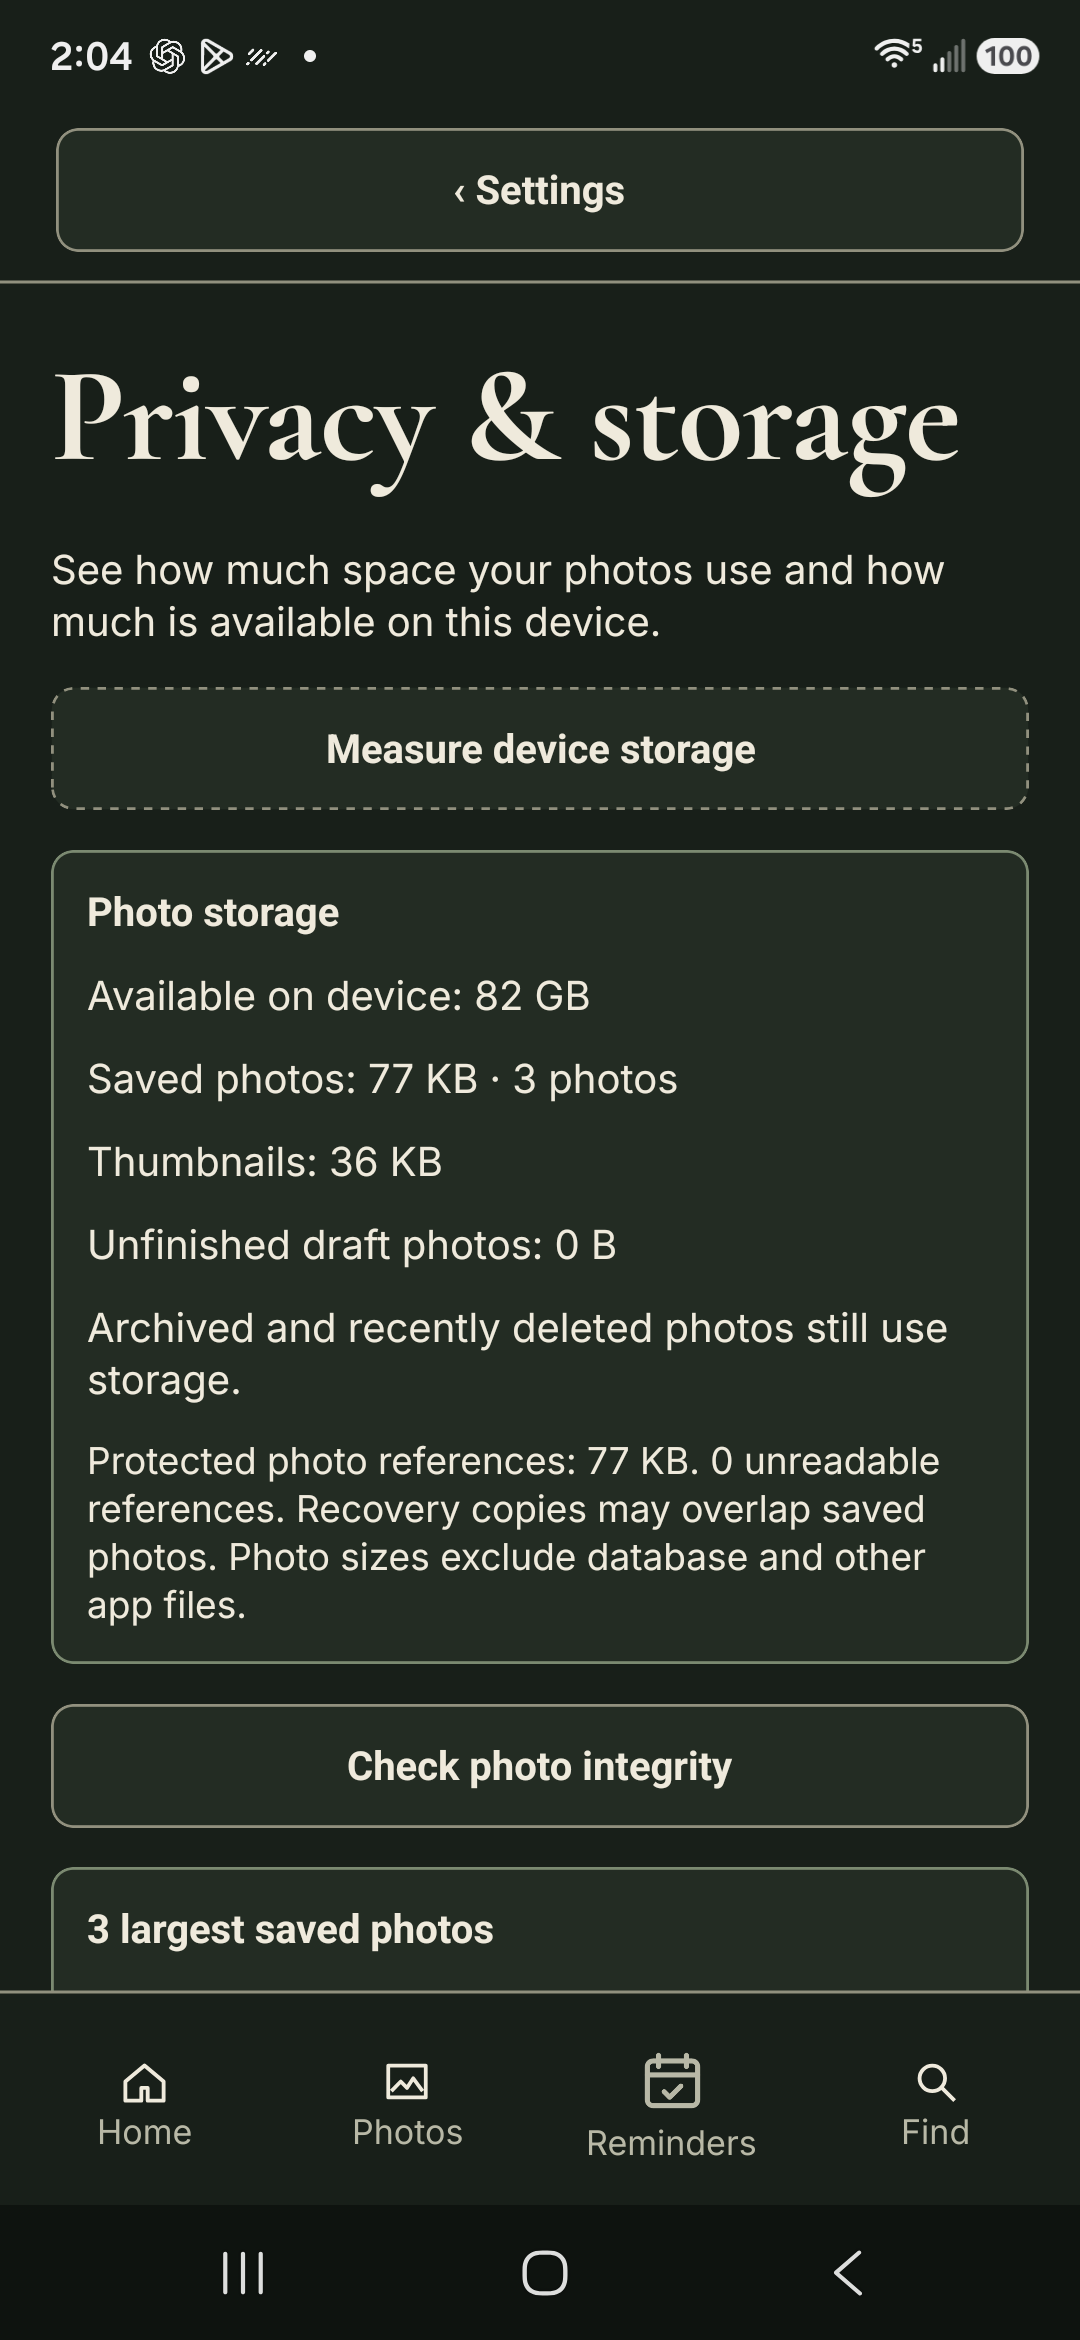 2:04
5
100
‹ Settings
Privacy & storage
See how much space your photos use and how
much is available on this device.
Measure device storage
Photo storage
Available on device: 82 GB
Saved photos: 77 KB · 3 photos
Thumbnails: 36 KB
Unfinished draft photos: 0 B
Archived and recently deleted photos still use
storage.
Protected photo references: 77 KB. 0 unreadable
references. Recovery copies may overlap saved
photos. Photo sizes exclude database and other
app files.
Check photo integrity
3 largest saved photos
Home
Photos
Reminders
Find